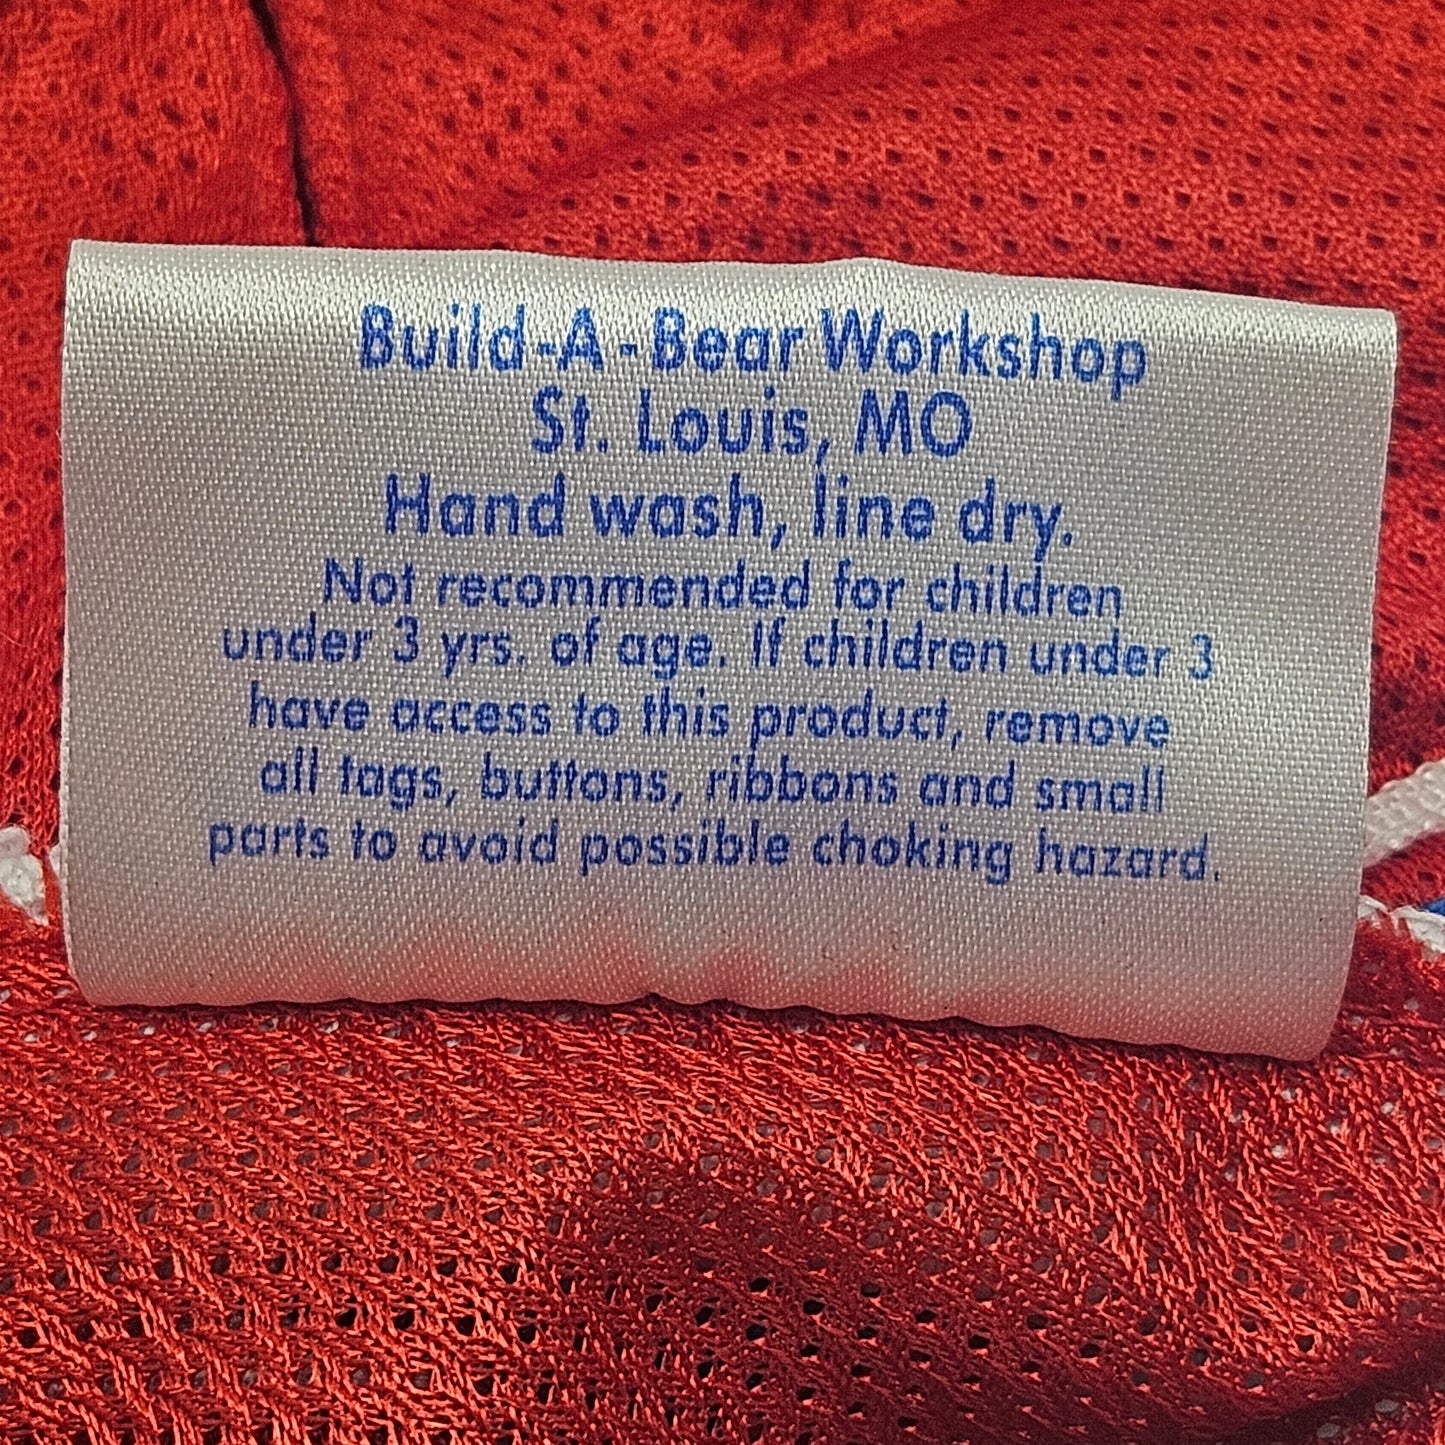 Build-A-Bear Workshop
St. Louis, MO
Hand wash, line dry.
Not recommended for children
under 3 yrs. of age. If children under 3
have access to this product, remove
all tags, buttons, ribbons and small
parts to avoid possible choking hazard.